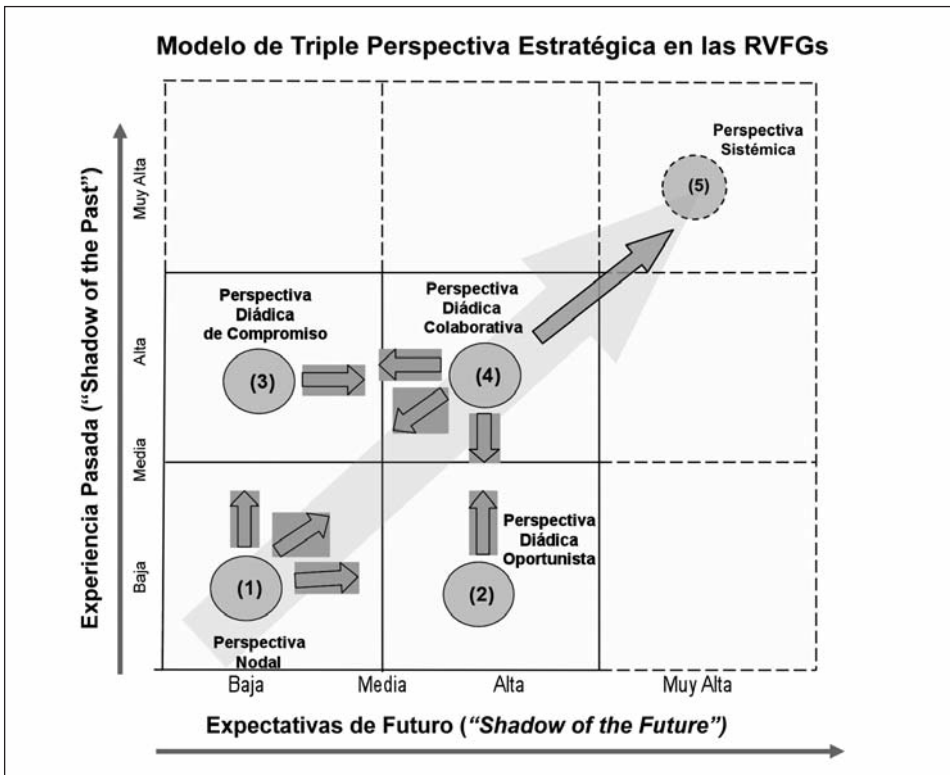 Modelo de Triple Perspectiva Estratégica en las RVFGs
Perspectiva
Sistémica
(5)
Experiencia Pasada (“Shadow of the Past”)
Muy Alta
Alta
Media
Baja
Perspectiva
Diádica
de Compromiso
(3)
Perspectiva
Diádica
Colaborativa
(4)
Perspectiva
Diádica
Oportunista
(2)
(1)
Perspectiva
Nodal
Baja
Media
Alta
Muy Alta
Expectativas de Futuro (“Shadow of the Future”)